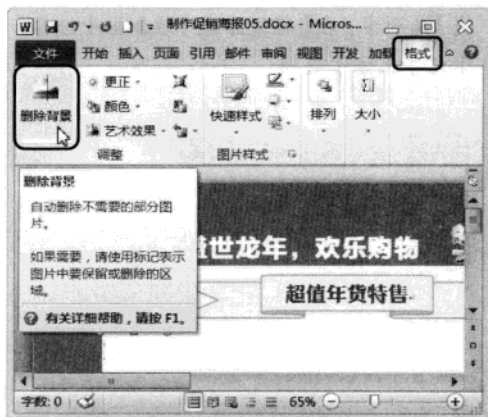 制作促销海报05.docx - Micros...
文件 开始 插入 页面 引用 邮件 审阅 视图 开发 加载 格式
删除背景
更正
颜色
艺术效果
快速样式
排列
大小
调整
图片样式
删除背景
自动删除不需要的部分图
片。
如果需要，请使用标记表示
图片中要保留或删除的区
域。
有关详细帮助，请按 F1。
世龙年，欢乐购物
超值年货特售
字数: 0
65%